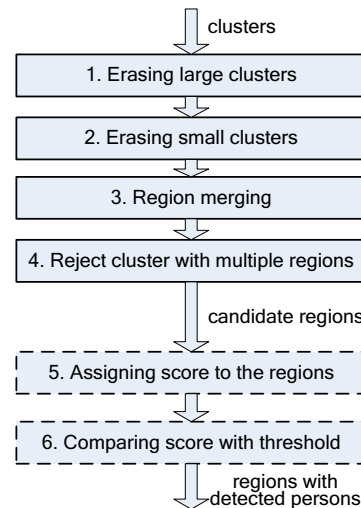 clusters
1. Erasing large clusters
2. Erasing small clusters
3. Region merging
4. Reject cluster with multiple regions
candidate regions
5. Assigning score to the regions
6. Comparing score with threshold
regions with
detected persons